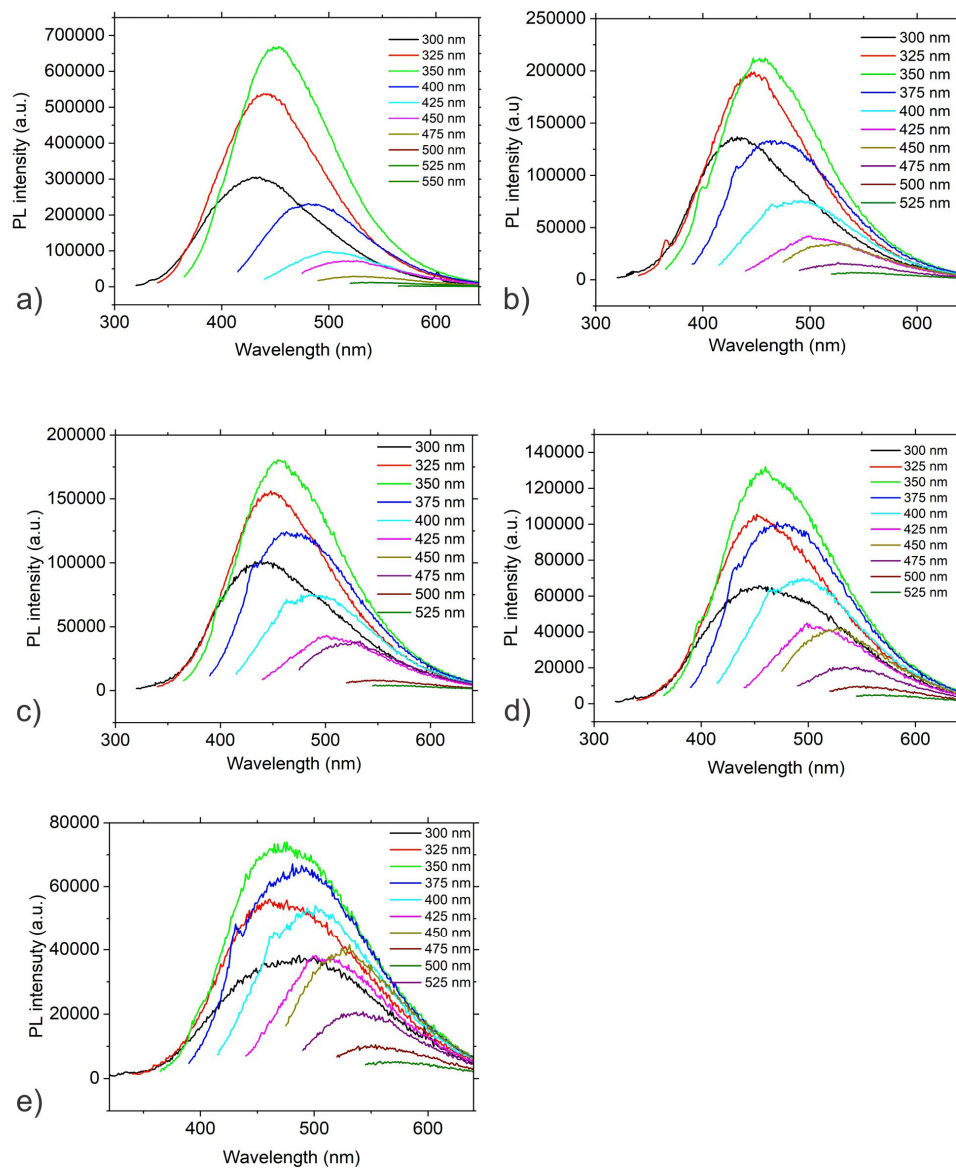 PL intensity (a.u.)
700000
600000
500000
400000
300000
200000
100000
0
300 nm
325 nm
350 nm
400 nm
425 nm
450 nm
475 nm
500 nm
525 nm
550 nm
300
400
500
600
Wavelength (nm)
a)
PL intensity (a.u)
250000
200000
150000
100000
50000
0
300 nm
325 nm
350 nm
375 nm
400 nm
425 nm
450 nm
475 nm
500 nm
525 nm
300
400
500
600
Wavelength (nm)
b)
PL intensity (a.u.)
200000
150000
100000
50000
0
300 nm
325 nm
350 nm
375 nm
400 nm
425 nm
450 nm
475 nm
500 nm
525 nm
300
400
500
600
Wavelength (nm)
c)
PL intensity (a.u.)
140000
120000
100000
80000
60000
40000
20000
0
300 nm
325 nm
350 nm
375 nm
400 nm
425 nm
450 nm
475 nm
500 nm
525 nm
300
400
500
600
Wavelength (nm)
d)
PL intensuty (a.u.)
80000
60000
40000
20000
0
300 nm
325 nm
350 nm
375 nm
400 nm
425 nm
450 nm
475 nm
500 nm
525 nm
400
500
600
Wavelength (nm)
e)